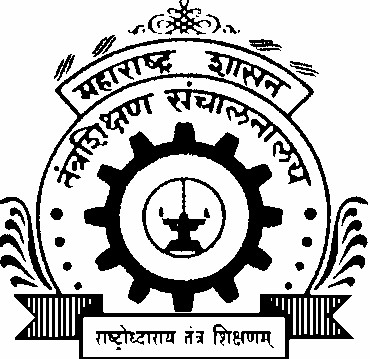 महाराष्ट्र शासन
तंत्रशिक्षण संचालनालय
राष्ट्रोध्दाराय तंत्र शिक्षणम्